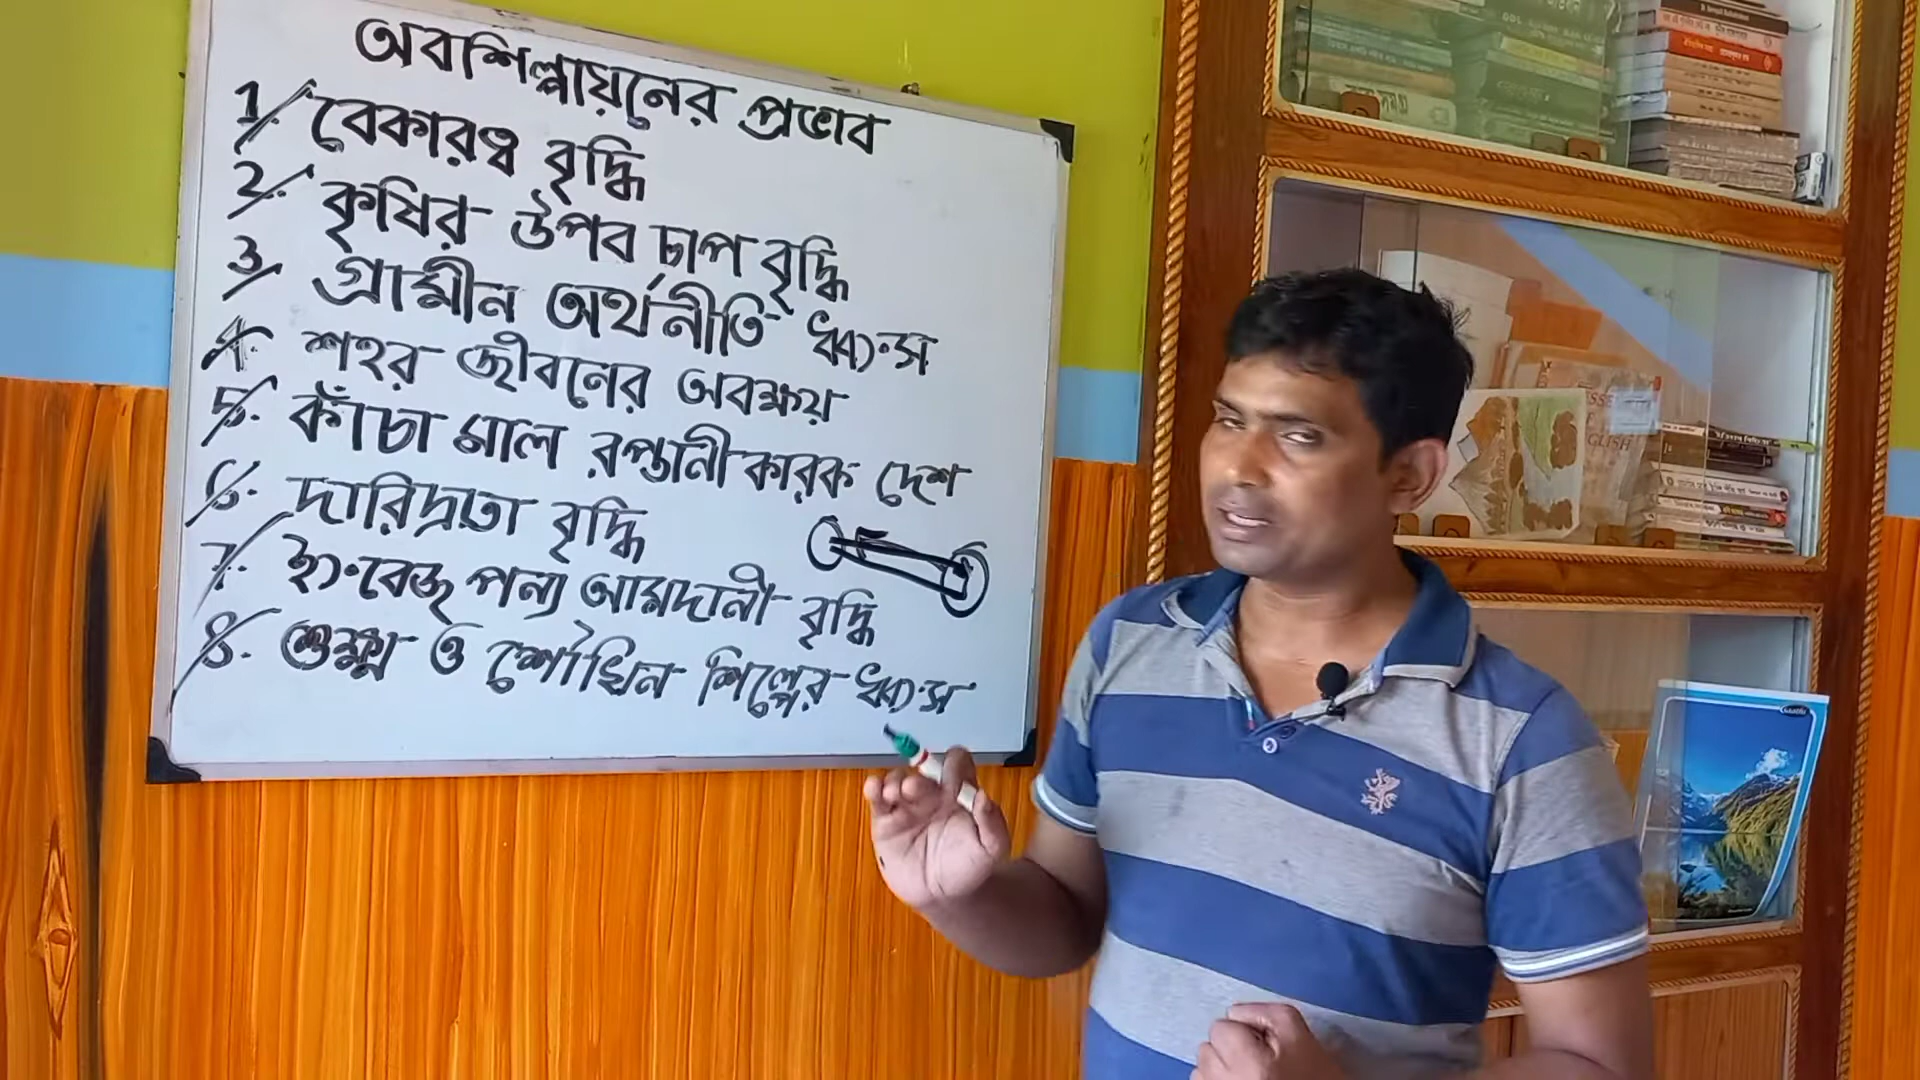 অবশিল্পায়নের প্রভাব
1. বেকারত্ব বৃদ্ধি
2. কৃষির উপব চাপ বৃদ্ধি
3. গ্রামীন অর্থনীতি ধ্বংস
4. শহর জীবনের অবক্ষয়
5. কাঁচা মাল রপ্তানী কারক দেশ
6. দারিদ্রতা বৃদ্ধি
7. ইংরেজ পন্য আমদানী বৃদ্ধি
8. শুক্ষ্ম ও শৌখিন শিল্পের ধ্বংস